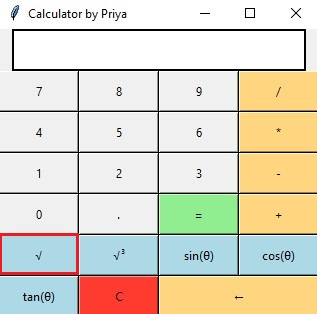 Calculator by Priya
7 8 9 /
4 5 6 *
1 2 3 -
0 . = +
√ √³ sin(θ) cos(θ)
tan(θ) C ←